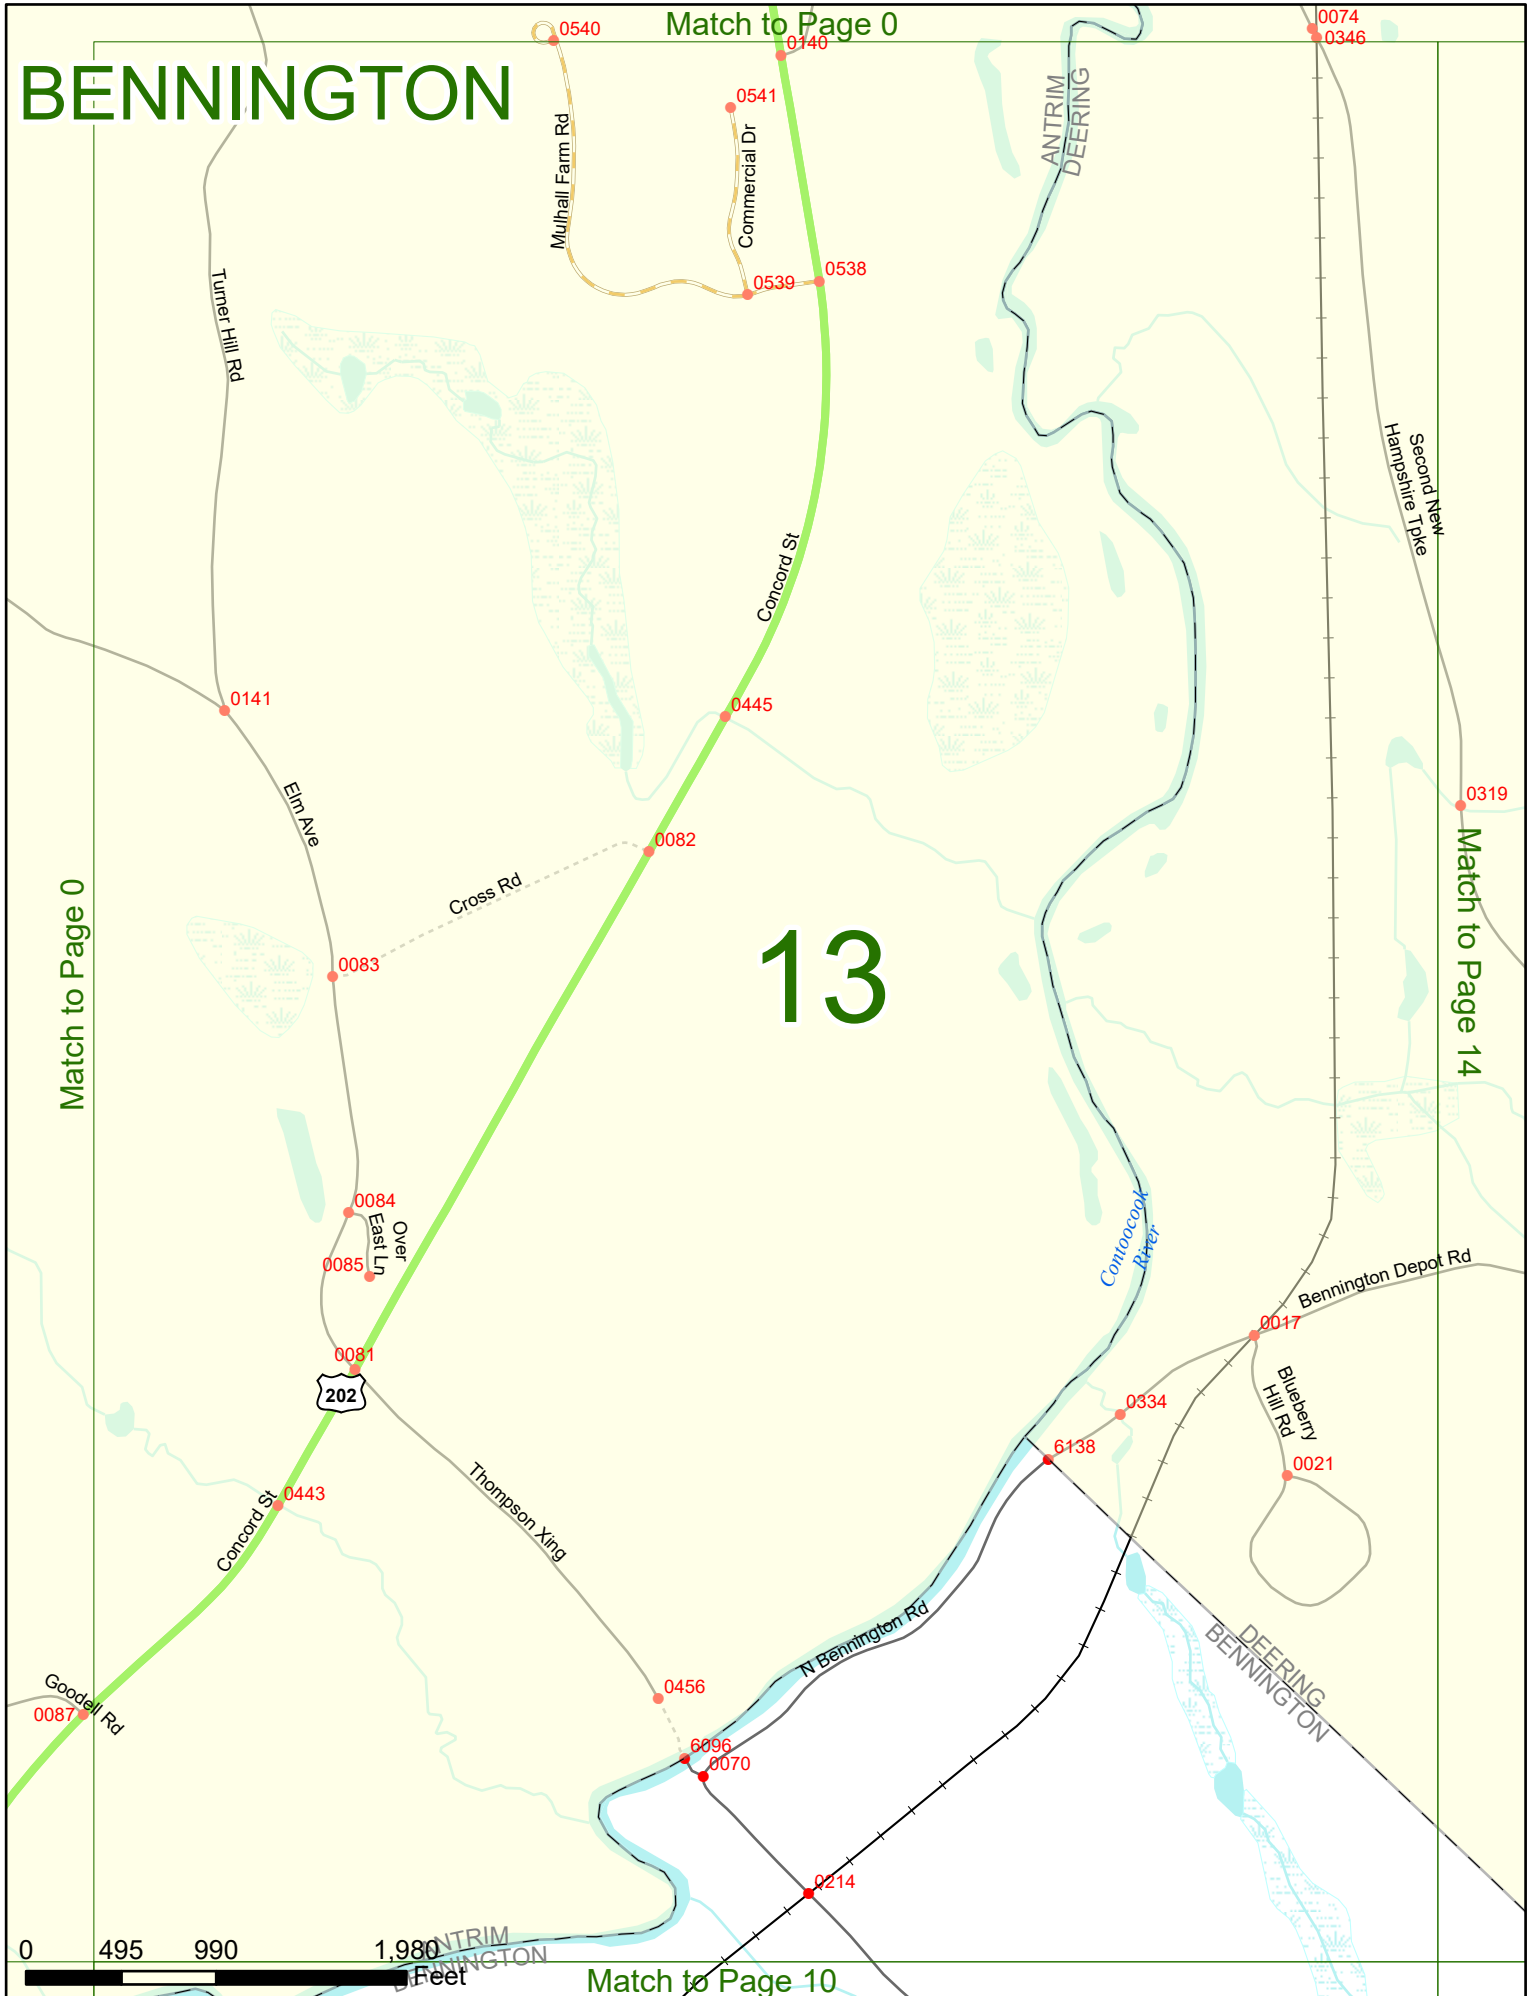 Match to Page 0
BENNINGTON
0540
0140
0074
0346
0541
ANTRIM
DEERING
Mulhall Farm Rd
Commercial Dr
0539
0538
Turner Hill Rd
Second New
Hampshire Tpke
Concord St
0141
0445
Elm Ave
0082
0319
Cross Rd
Match to Page 0
0083
13
Match to Page 14
0084
Over
East Ln
0085
Contoocook
River
Bennington Depot Rd
0017
0081
202
Blueberry
Hill Rd
0334
6138
0021
Thompson Xing
0443
Concord St
N Bennington Rd
DEERING
BENNINGTON
Goodell Rd
0087
0456
6096
0070
0214
ANTRIM
BENNINGTON
0 495 990 1,980
Feet
Match to Page 10